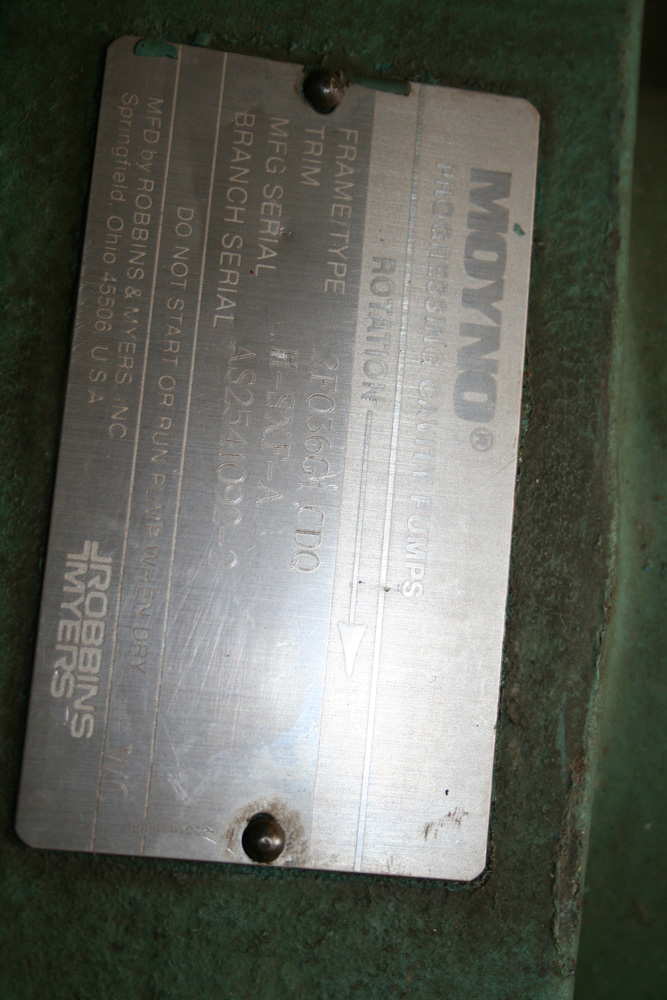 MOYNO®
PROGRESSING CAVITY PUMPS
ROTATION
FRAME TYPE CDQ
TRIM
MFG SERIAL
BRANCH SERIAL
DO NOT START OR RUN PUMP WHEN DRY
MFD by ROBBINS & MYERS, INC.
Springfield, Ohio 45506, U.S.A.
ROBBINS
MYERS